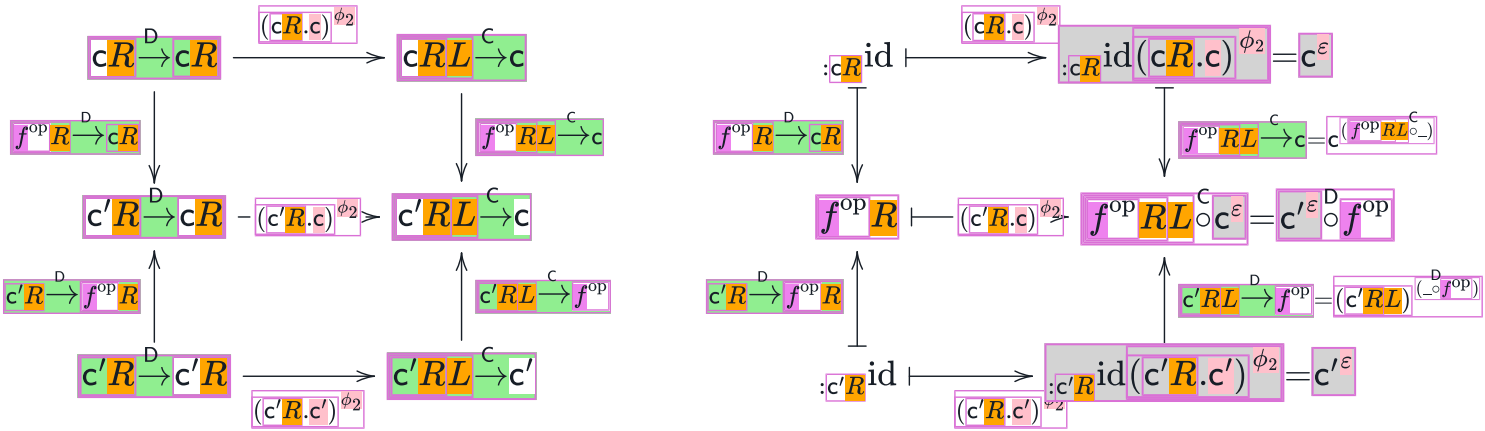 (cR.c)^{ϕ₂} (cR.c)^{ϕ₂}
cR →^D cR cRL →^C c :cR id :cR id(cR.c)^{ϕ₂} = c^ε
f^{op}R →^D cR f^{op}RL →^C c f^{op}R →^D cR f^{op}RL →^C c = c^{(f^{op}RL ∘^C _)}
c′R →^D cR (c′R.c)^{ϕ₂} c′RL →^C c f^{op}R (c′R.c)^{ϕ₂} f^{op}RL ∘^C c^ε = c′^ε ∘^D f^{op}
c′R →^D f^{op}R c′RL →^C f^{op} c′R →^D f^{op}R c′RL →^D f^{op} = (c′RL)^{(_ ∘^D f^{op})}
c′R →^D c′R c′RL →^C c′ :c′R id :c′R id(c′R.c′)^{ϕ₂} = c′^ε
(c′R.c′)^{ϕ₂} (c′R.c′)^{ϕ₂}